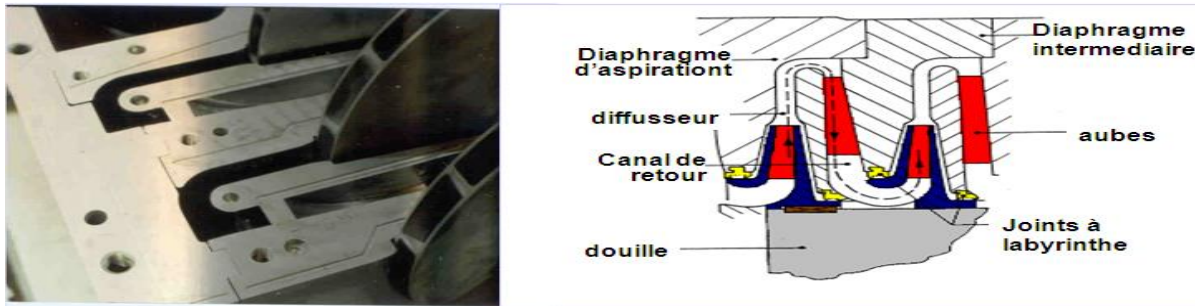 Diaphragme
d'aspirationt
Diaphragme
intermediaire
diffusseur
aubes
Canal de
retour
douille
Joints à
labyrinthe